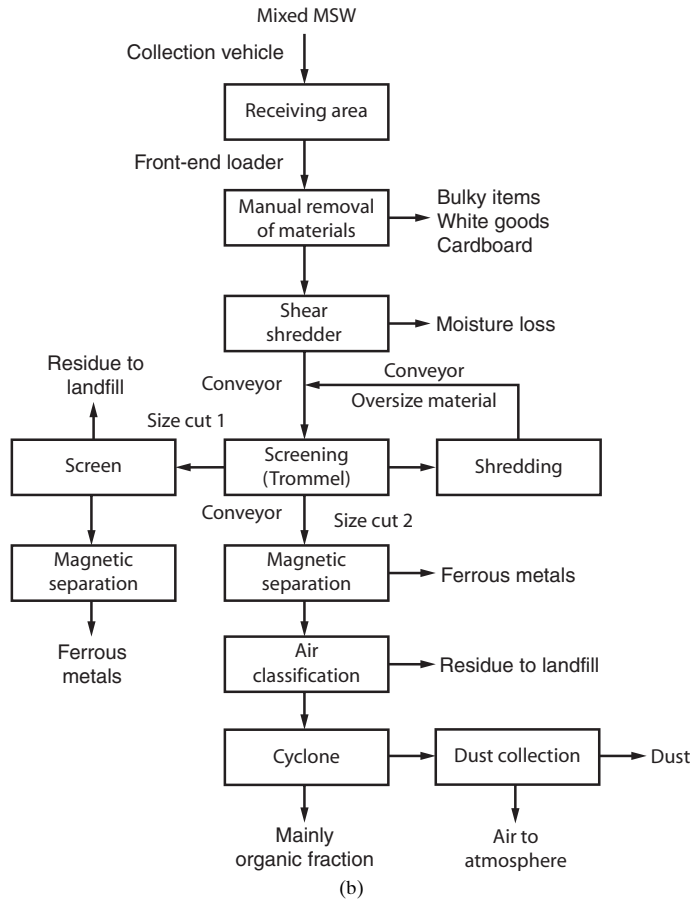 Mixed MSW
Collection vehicle
Receiving area
Front-end loader
Manual removal
of materials
Bulky items
White goods
Cardboard
Shear
shredder
Moisture loss
Residue to
landfill
Conveyor
Conveyor
Oversize material
Size cut 1
Screen
Screening
(Trommel)
Shredding
Conveyor
Size cut 2
Magnetic
separation
Magnetic
separation
Ferrous metals
Ferrous
metals
Air
classification
Residue to landfill
Cyclone
Dust collection
Dust
Mainly
organic fraction
Air to
atmosphere
(b)